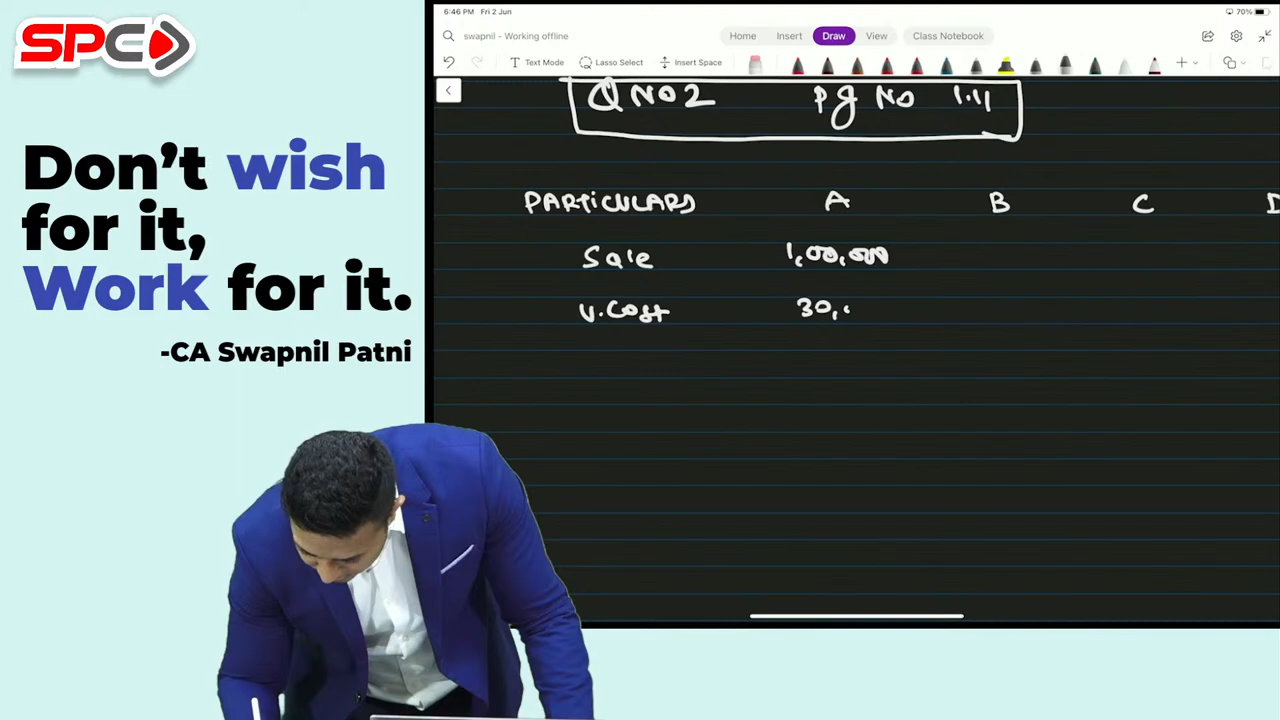 SPC
Don't wish
for it,
Work for it.
-CA Swapnil Patni
6:46 PM Fri 2 Jun
70%
swapnil - Working offline
Home Insert Draw View Class Notebook
Text Mode Lasso Select Insert Space
Q NO 2 Pg No 1.11
PARTICULARS A B C D
Sale 1,00,000
V.Cost 30,